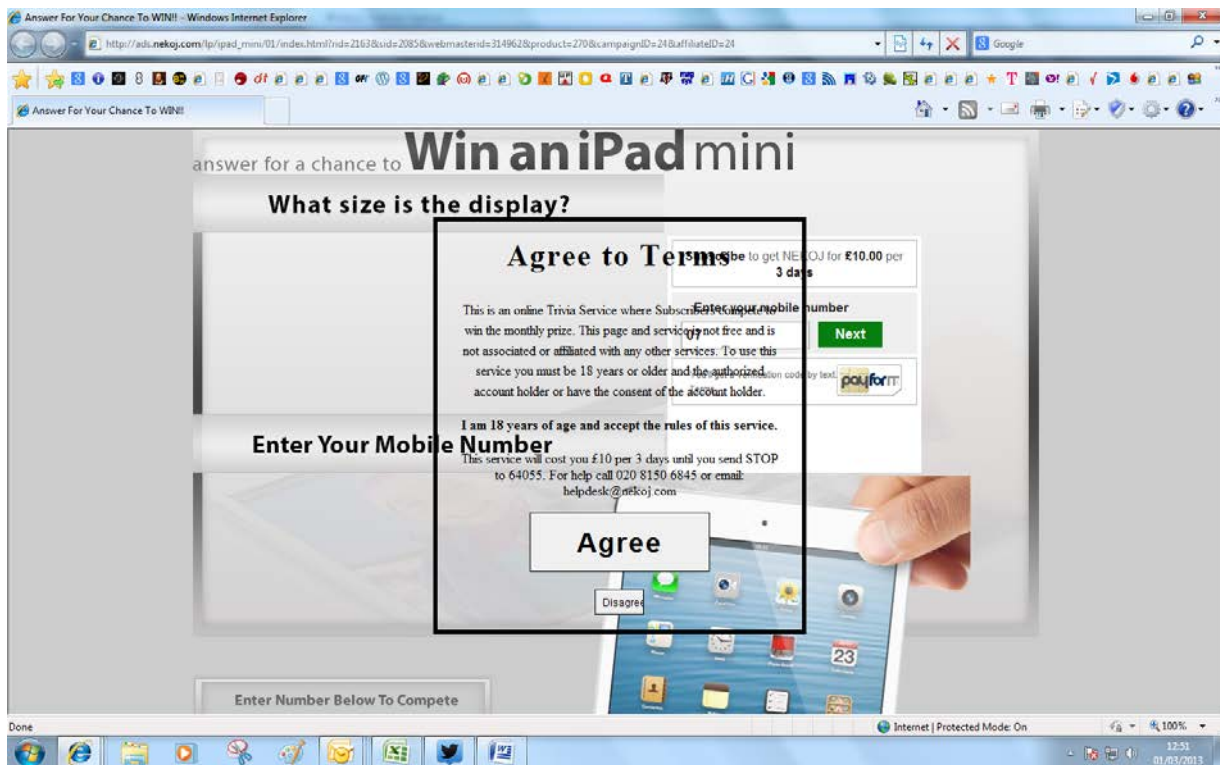 Answer For Your Chance To WIN!! - Windows Internet Explorer
http://ads.nekoj.com/lp/ipad_mini/01/index.html?rid=2163&sid=2085&webmasterid=314962&product=270&campaignID=24&affiliateID=24
Google
Answer For Your Chance To WIN!!
answer for a chance to Win an iPad mini
What size is the display?
Agree to Terms
Subscribe to get NEKOJ for £10.00 per
3 days
This is an online Trivia Service where Subscribers compete to
win the monthly prize. This page and service is not free and is
not associated or affiliated with any other services. To use this
service you must be 18 years or older and the authorized
account holder or have the consent of the account holder.
Enter your mobile number
07
Next
code by text.
payforit
I am 18 years of age and accept the rules of this service.
Enter Your Mobile Number
This service will cost you £10 per 3 days until you send STOP
to 64055. For help call 020 8150 6845 or email:
helpdesk@nekoj.com
Agree
Disagree
23
Enter Number Below To Compete
Done
Internet | Protected Mode: On
100%
12:51
01/03/2013